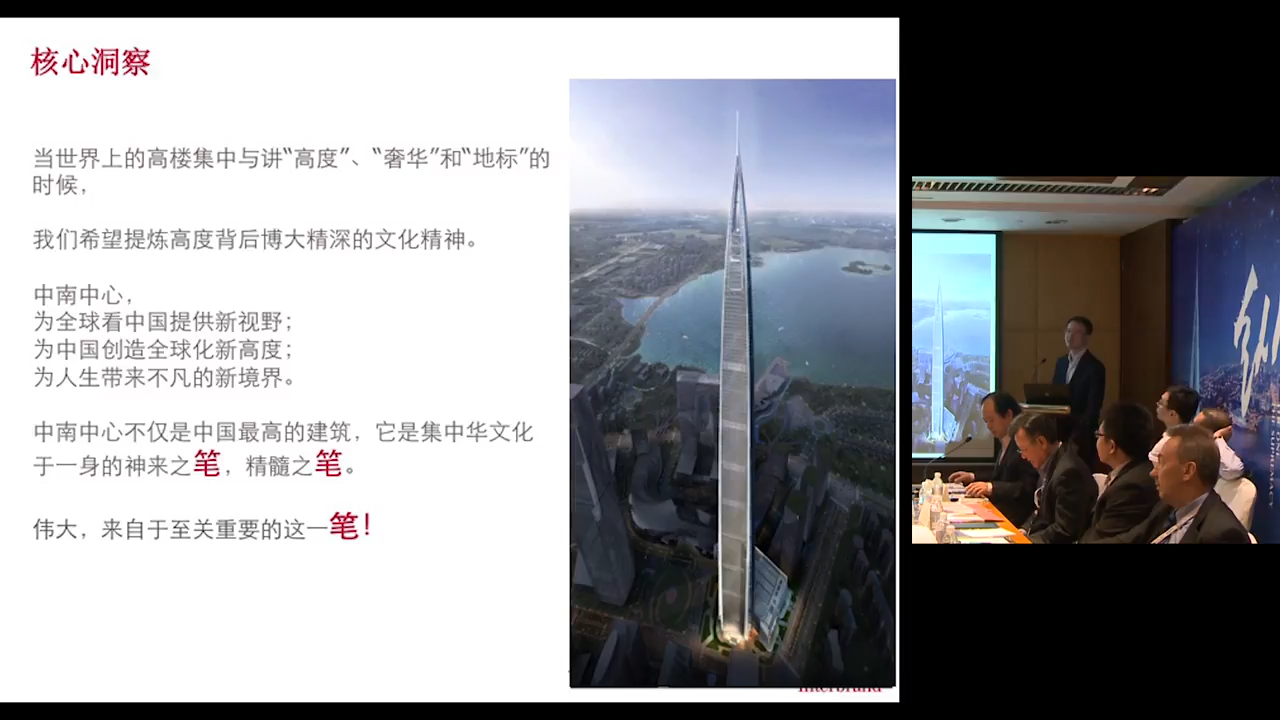 核心洞察
当世界上的高楼集中与讲“高度”、“奢华”和“地标”的
时候，
我们希望提炼高度背后博大精深的文化精神。
中南中心，
为全球看中国提供新视野；
为中国创造全球化新高度；
为人生带来不凡的新境界。
中南中心不仅是中国最高的建筑，它是集中华文化
于一身的神来之笔，精髓之笔。
伟大，来自于至关重要的这一笔！
Interbrand